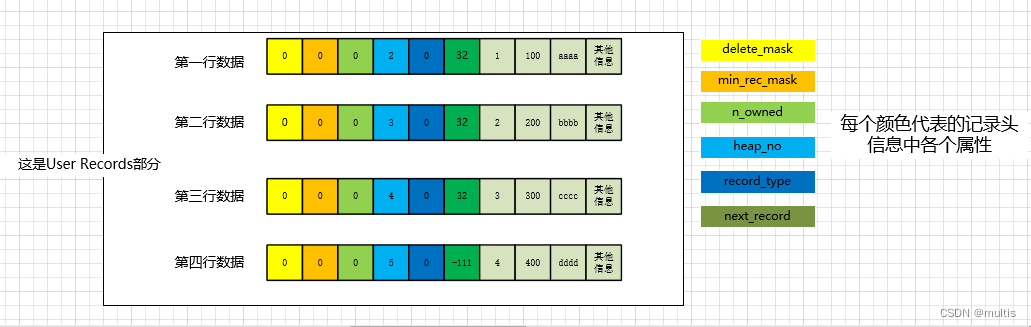 第一行数据 0 0 0 2 0 32 1 100 aaaa 其他信息
第二行数据 0 0 0 3 0 32 2 200 bbbb 其他信息
这是User Records部分
第三行数据 0 0 0 4 0 32 3 300 cccc 其他信息
第四行数据 0 0 0 5 0 -111 4 400 dddd 其他信息
delete_mask
min_rec_mask
n_owned
heap_no
record_type
next_record
每个颜色代表的记录头
信息中各个属性
CSDN @multis